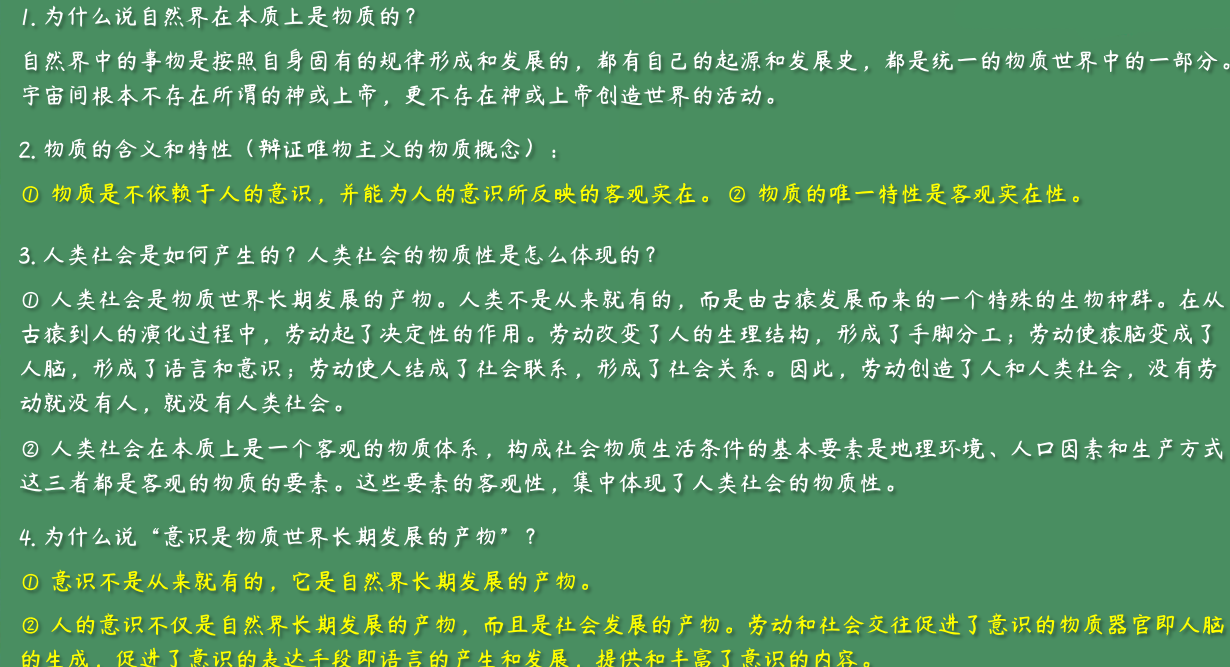 1. 为什么说自然界在本质上是物质的？
自然界中的事物是按照自身固有的规律形成和发展的，都有自己的起源和发展史，都是统一的物质世界中的一部分。
宇宙间根本不存在所谓的神或上帝，更不存在神或上帝创造世界的活动。
2. 物质的含义和特性（辩证唯物主义的物质概念）：
① 物质是不依赖于人的意识，并能为人的意识所反映的客观实在。② 物质的唯一特性是客观实在性。
3. 人类社会是如何产生的？人类社会的物质性是怎么体现的？
① 人类社会是物质世界长期发展的产物。人类不是从来就有的，而是由古猿发展而来的一个特殊的生物种群。在从
古猿到人的演化过程中，劳动起了决定性的作用。劳动改变了人的生理结构，形成了手脚分工；劳动使猿脑变成了
人脑，形成了语言和意识；劳动使人结成了社会联系，形成了社会关系。因此，劳动创造了人和人类社会，没有劳
动就没有人，就没有人类社会。
② 人类社会在本质上是一个客观的物质体系，构成社会物质生活条件的基本要素是地理环境、人口因素和生产方式
这三者都是客观的物质的要素。这些要素的客观性，集中体现了人类社会的物质性。
4. 为什么说“意识是物质世界长期发展的产物”？
① 意识不是从来就有的，它是自然界长期发展的产物。
② 人的意识不仅是自然界长期发展的产物，而且是社会发展的产物。劳动和社会交往促进了意识的物质器官即人脑
的生成，促进了意识的表达手段即语言的产生和发展，提供和丰富了意识的内容。